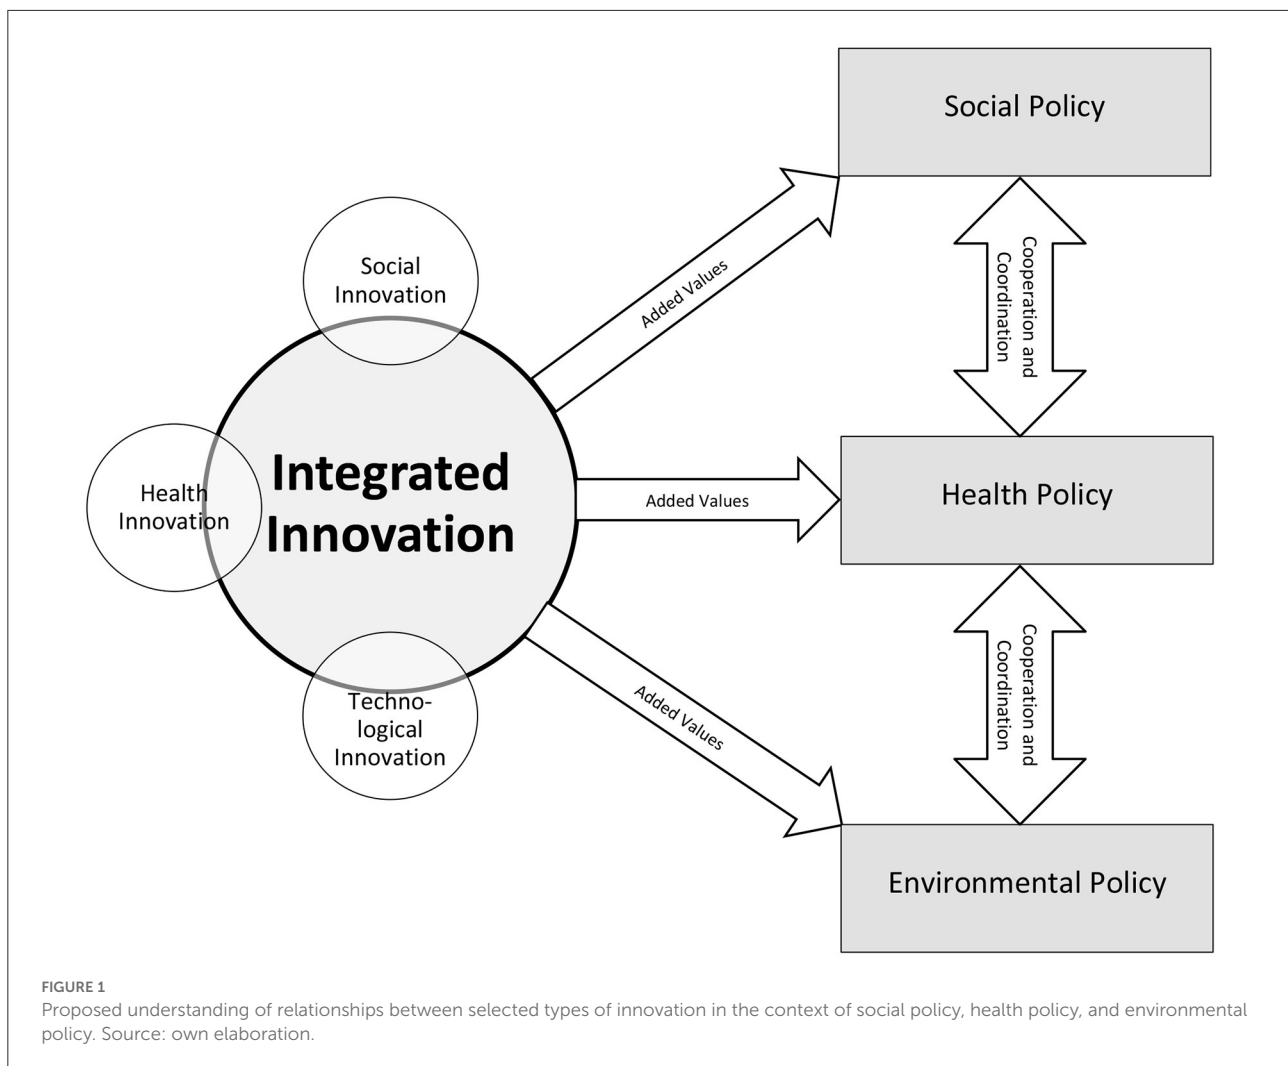 Social Policy
Social
Innovation
Added Values
Cooperation and
Coordination
Health
Innovation
Integrated
Innovation
Added Values
Health Policy
Techno-
logical
Innovation
Added Values
Cooperation and
Coordination
Environmental Policy
FIGURE 1
Proposed understanding of relationships between selected types of innovation in the context of social policy, health policy, and environmental
policy. Source: own elaboration.